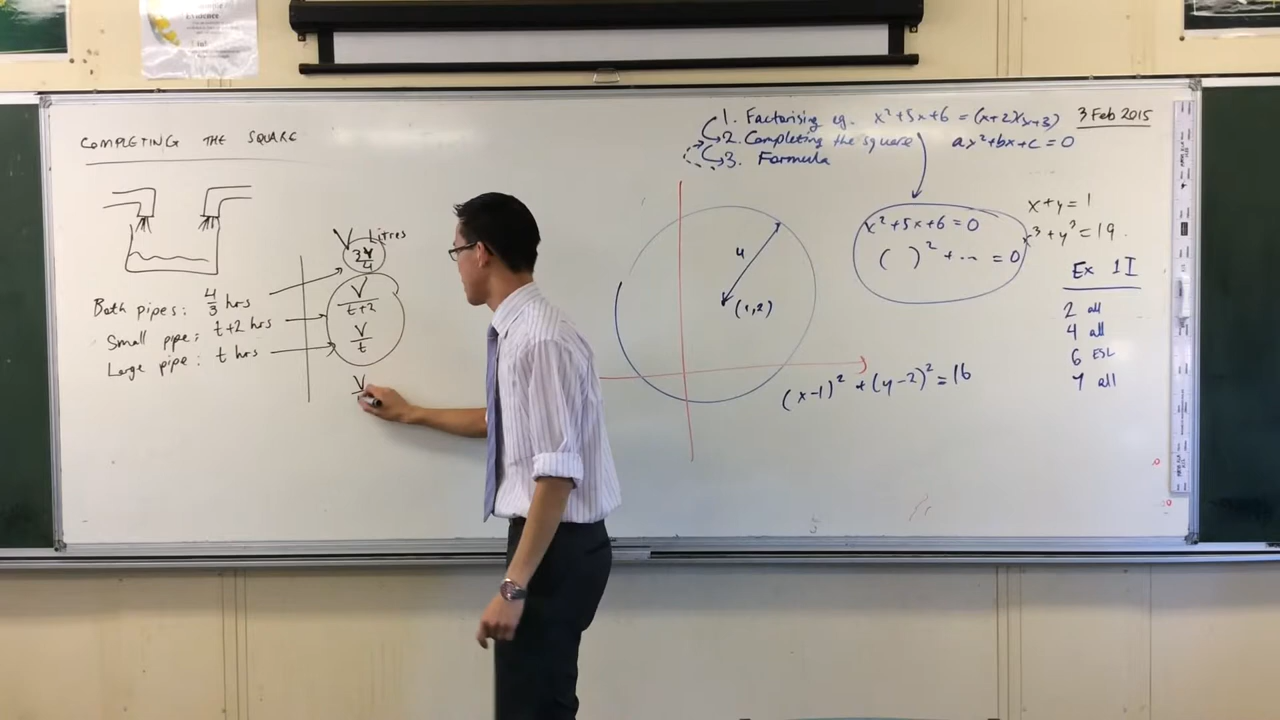 COMPLETING THE SQUARE
V Litres
3V/4
V/t+2
V/t
V
Both pipes: 4/3 hrs
Small pipe: t+2 hrs
Large pipe: t hrs
1. Factorising eg. x²+5x+6 = (x+2)(x+3)
2. Completing the square ax²+bx+c=0
3. Formula
3 Feb 2015
4
(1,2)
(x-1)² + (y-2)² = 16
x²+5x+6=0
( )² + ... = 0
x+y=1
x³+y³=19.
Ex 1I
2 all
4 all
6 ESL
7 all